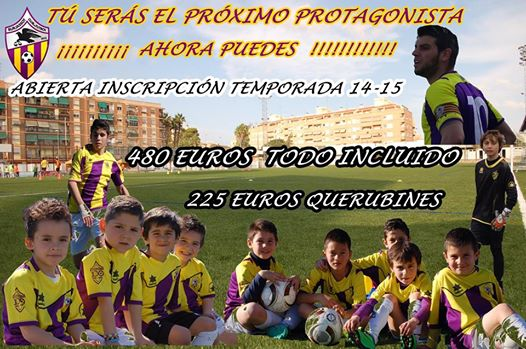 TÚ SERÁS EL PRÓXIMO PROTAGONISTA
¡¡¡¡¡¡¡¡¡¡ AHORA PUEDES !!!!!!!!!!!!
ABIERTA INSCRIPCIÓN TEMPORADA 14-15
480 EUROS TODO INCLUIDO
225 EUROS QUERUBINES